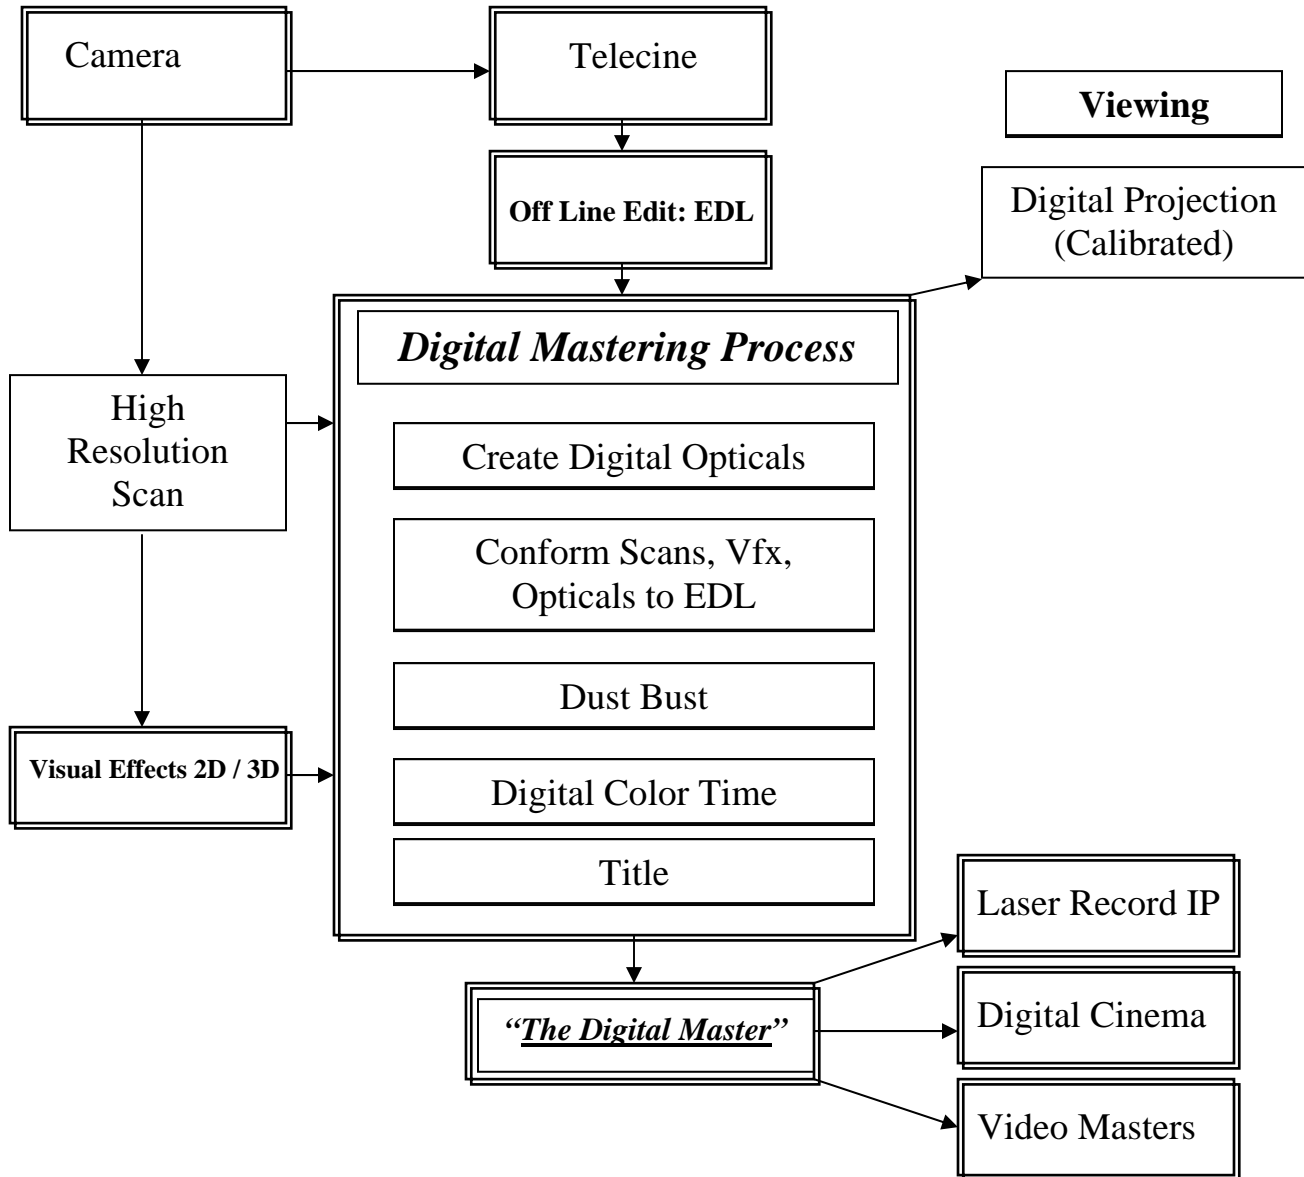 Camera
Telecine
Viewing
Off Line Edit: EDL
Digital Projection
(Calibrated)
Digital Mastering Process
High
Resolution
Scan
Create Digital Opticals
Conform Scans, Vfx,
Opticals to EDL
Dust Bust
Visual Effects 2D / 3D
Digital Color Time
Title
Laser Record IP
“The Digital Master”
Digital Cinema
Video Masters